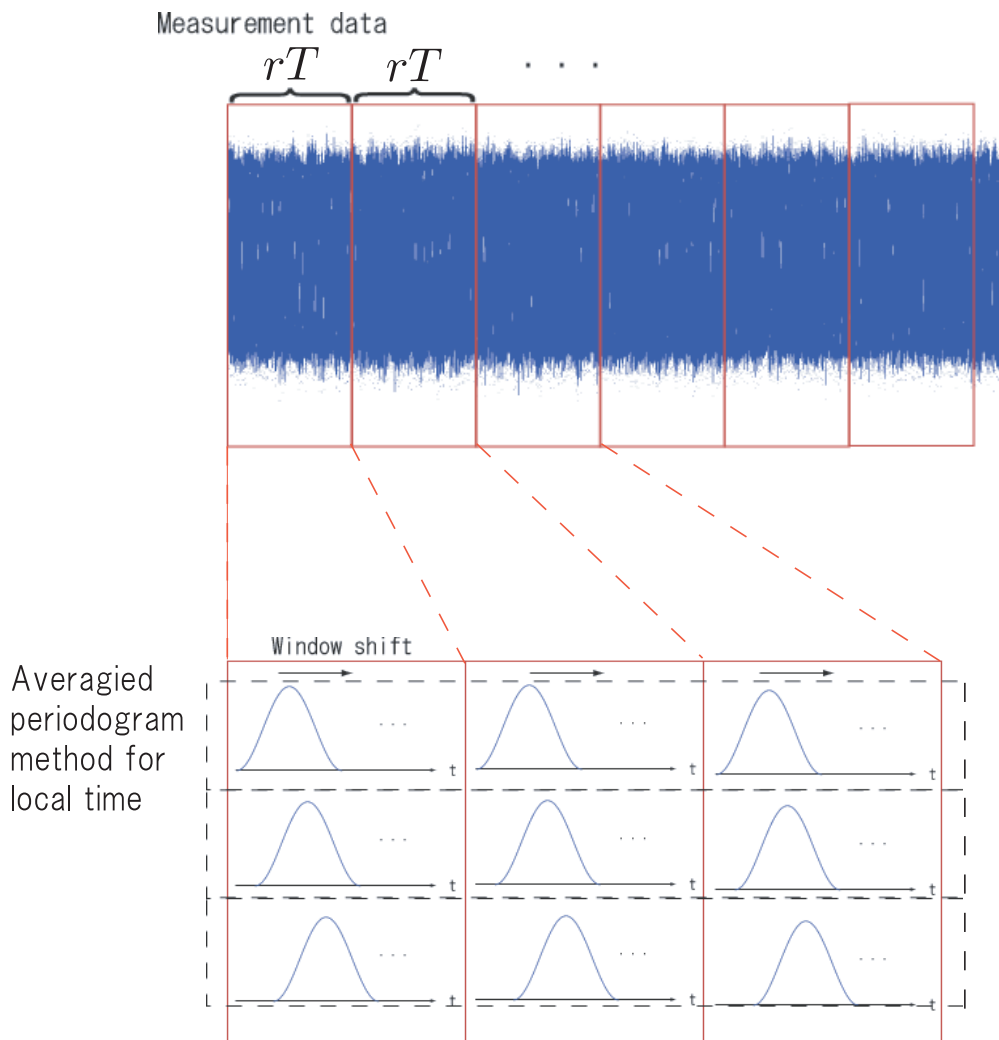 Measurement data
rT rT . . .
Window shift
Averagied
periodogram
method for
local time
. . . . . . . . .
t t t
. . . . . . . . .
t t t
. . . . . . . . .
t t t